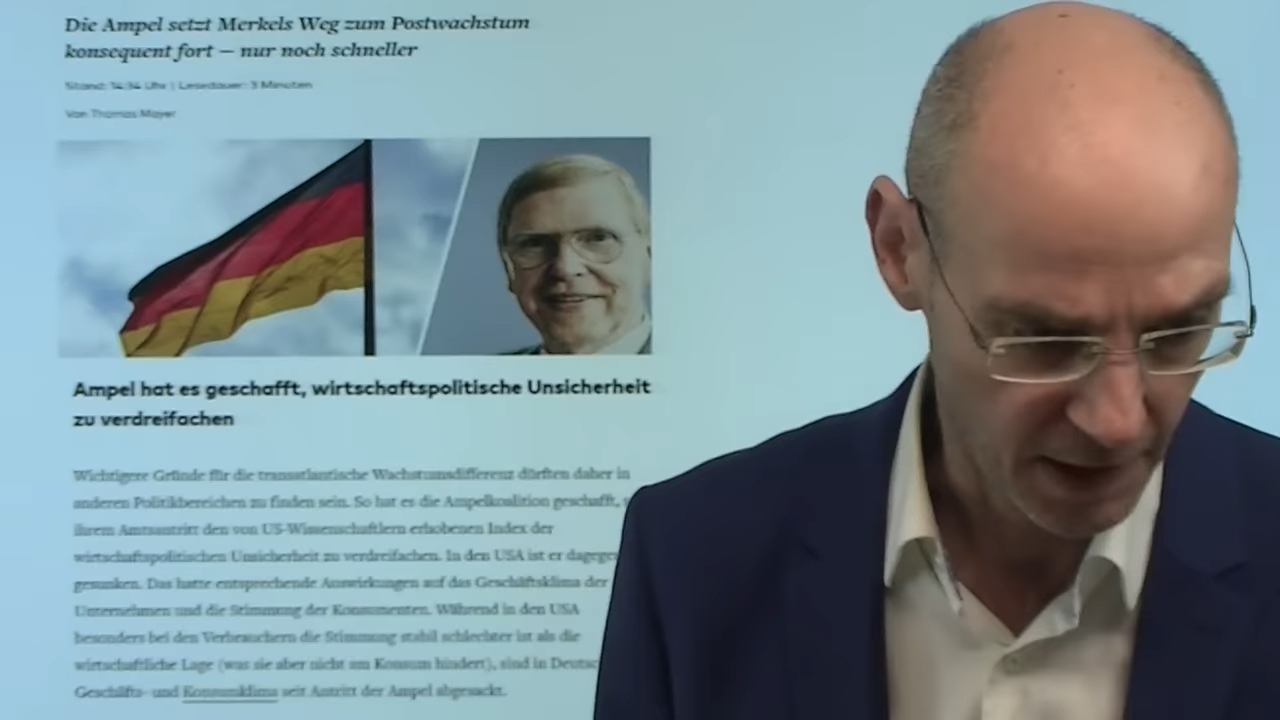 Die Ampel setzt Merkels Weg zum Postwachstum
konsequent fort – nur noch schneller
Stand: 14:34 Uhr | Lesedauer: 3 Minuten
Von Thomas Mayer
Ampel hat es geschafft, wirtschaftspolitische Unsicherheit
zu verdreifachen
Wichtigere Gründe für die transatlantische Wachstumsdifferenz dürften daher in
anderen Politikbereichen zu finden sein. So hat es die Ampelkoalition geschafft,
ihrem Amtsantritt den von US-Wissenschaftlern erhobenen Index der
wirtschaftspolitischen Unsicherheit zu verdreifachen. In den USA ist er
gesunken. Das hatte entsprechende Auswirkungen auf das Geschäftsklima der
Unternehmen und die Stimmung der Konsumenten. Während in den USA
besonders bei den Verbrauchern die Stimmung stabil schlechter ist als die
wirtschaftliche Lage (was sie aber nicht am Konsum hindert), sind in
Geschäfts- und Konsumklima seit Antritt der Ampel abgesackt.